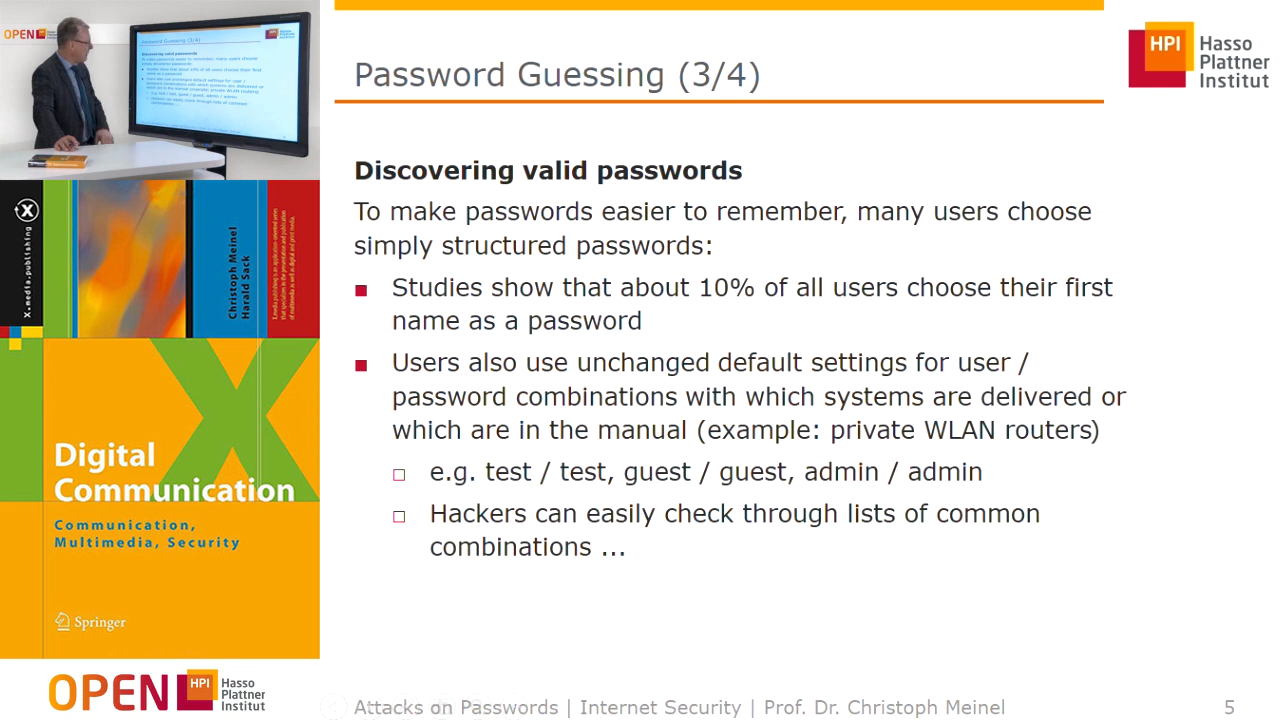 OPEN
Password Guessing (3/4)
HPI
Hasso
Plattner
Institut
Discovering valid passwords
To make passwords easier to remember, many users choose
simply structured passwords:
■ Studies show that about 10% of all users choose their first
name as a password
■ Users also use unchanged default settings for user /
password combinations with which systems are delivered or
which are in the manual (example: private WLAN routers)
□ e.g. test / test, guest / guest, admin / admin
□ Hackers can easily check through lists of common
combinations ...
X
X.media.publishing
Christoph Meinel
Harald Sack
X
Digital
Communication
Communication,
Multimedia, Security
Springer
OPEN HPI
Hasso
Plattner
Institut
Attacks on Passwords | Internet Security | Prof. Dr. Christoph Meinel
5